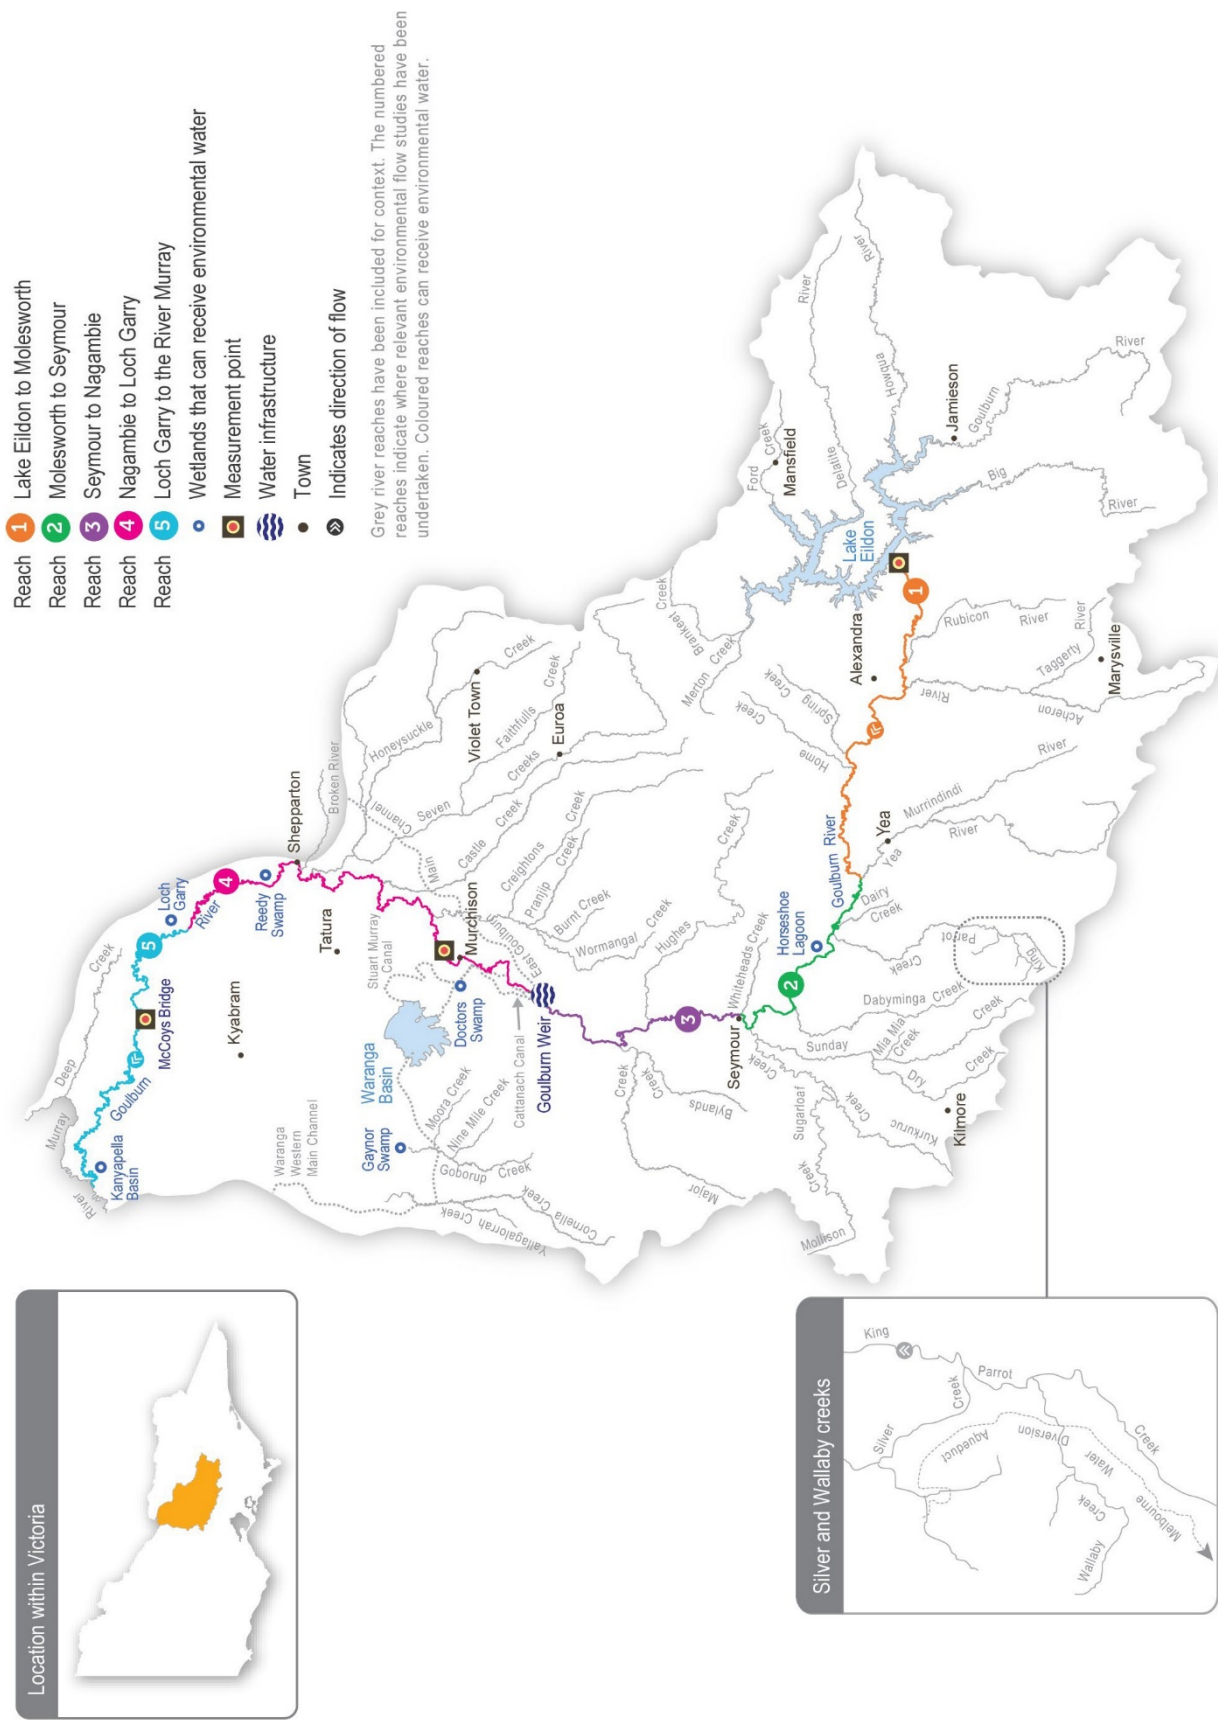 Location within Victoria
Reach 1 Lake Eildon to Molesworth
Reach 2 Molesworth to Seymour
Reach 3 Seymour to Nagambie
Reach 4 Nagambie to Loch Garry
Reach 5 Loch Garry to the River Murray
Wetlands that can receive environmental water
Measurement point
Water infrastructure
Town
Indicates direction of flow
Grey river reaches have been included for context. The numbered
reaches indicate where relevant environmental flow studies have been
undertaken. Coloured reaches can receive environmental water.
River
Murray
Deep
Creek
Kanyapella
Basin
Goulburn
McCoys Bridge
5
Loch
Garry
River
4
Reedy
Swamp
Shepparton
Kyabram
Tatura
Broken River
Waranga
Western
Main Channel
Waranga
Basin
Stuart Murray
Canal
Murchison
Main
Channel
Honeysuckle
Creek
Violet Town
Seven
Creeks
Faithfulls
Creek
Euroa
Castle
Creek
Gaynor
Swamp
Doctors
Swamp
Moora Creek
Nine Mile Creek
Goborup
Creek
Cornella Creek
Yallagalorrah Creek
Cattanach Canal
Goulburn Weir
East Goulburn
Creightons
Creek
Pranjip
Creek
Burnt Creek
Wormangal
Creek
Hughes
Creek
Brankeet
Creek
Merton
Creek
Ford
Creek
Mansfield
Delatite
River
Howqua
River
Lake
Eildon
Jamieson
Goulburn
River
Big
River
Major
Creek
Bylands
Creek
3
Seymour
Whiteheads Creek
2
Horseshoe
Lagoon
Goulburn River
Home
Creek
Spring
Creek
Alexandra
1
Rubicon
River
Taggerty
River
Marysville
Acheron
River
Yea
Yea
River
Murrindindi
River
Dairy
Creek
King
Parrot
Creek
Dabyminga Creek
Sunday
Creek
Mia Mia
Creek
Dry
Creek
Kilmore
Kurkuruc
Creek
Sugarloaf
Creek
Mollison
Silver and Wallaby creeks
King
Parrot
Creek
Silver
Creek
Wallaby
Creek
Melbourne
Water
Diversion
Aqueduct